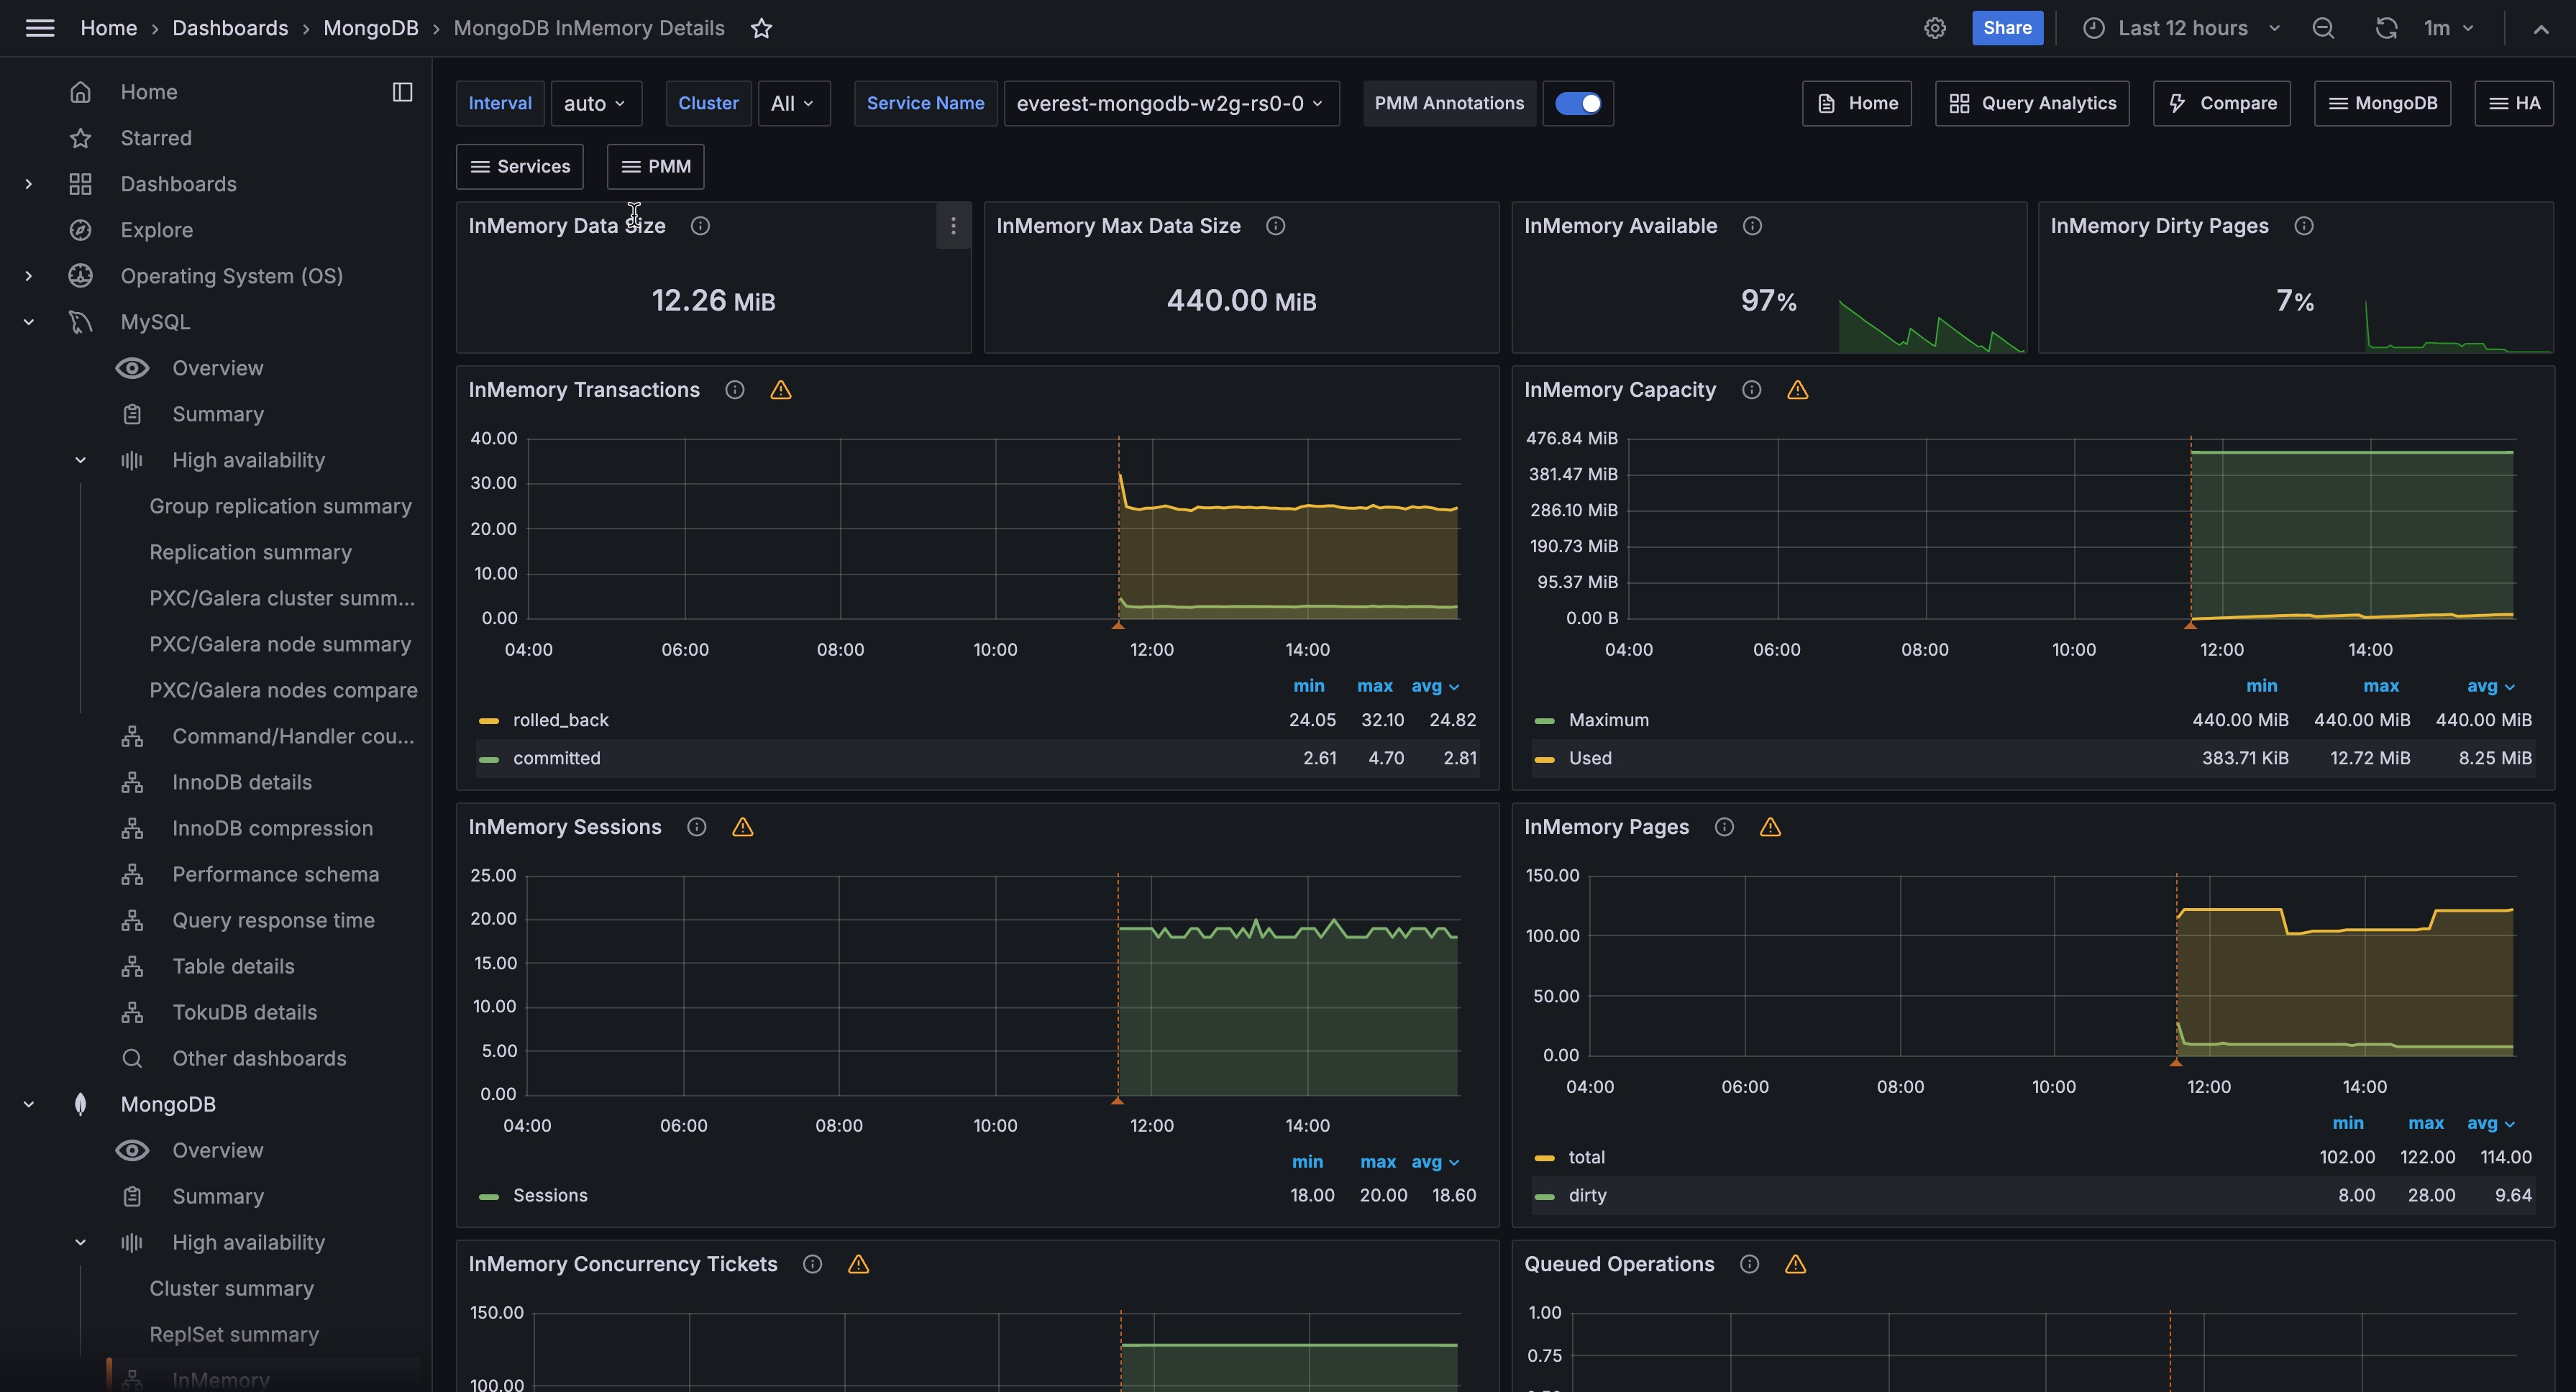 Home > Dashboards > MongoDB > MongoDB InMemory Details
Share
Last 12 hours
1m
Home
Starred
Dashboards
Explore
Operating System (OS)
MySQL
Overview
Summary
High availability
Group replication summary
Replication summary
PXC/Galera cluster summ...
PXC/Galera node summary
PXC/Galera nodes compare
Command/Handler cou...
InnoDB details
InnoDB compression
Performance schema
Query response time
Table details
TokuDB details
Other dashboards
MongoDB
Overview
Summary
High availability
Cluster summary
ReplSet summary
InMemory
Interval auto Cluster All Service Name everest-mongodb-w2g-rs0-0 PMM Annotations
Home Query Analytics Compare MongoDB HA
Services PMM
InMemory Data Size
12.26 MiB
InMemory Max Data Size
440.00 MiB
InMemory Available
97%
InMemory Dirty Pages
7%
InMemory Transactions
40.00
30.00
20.00
10.00
0.00
04:00 06:00 08:00 10:00 12:00 14:00
min max avg
rolled_back 24.05 32.10 24.82
committed 2.61 4.70 2.81
InMemory Capacity
476.84 MiB
381.47 MiB
286.10 MiB
190.73 MiB
95.37 MiB
0.00 B
04:00 06:00 08:00 10:00 12:00 14:00
min max avg
Maximum 440.00 MiB 440.00 MiB 440.00 MiB
Used 383.71 KiB 12.72 MiB 8.25 MiB
InMemory Sessions
25.00
20.00
15.00
10.00
5.00
0.00
04:00 06:00 08:00 10:00 12:00 14:00
min max avg
Sessions 18.00 20.00 18.60
InMemory Pages
150.00
100.00
50.00
0.00
04:00 06:00 08:00 10:00 12:00 14:00
min max avg
total 102.00 122.00 114.00
dirty 8.00 28.00 9.64
InMemory Concurrency Tickets
150.00
100.00
Queued Operations
1.00
0.75